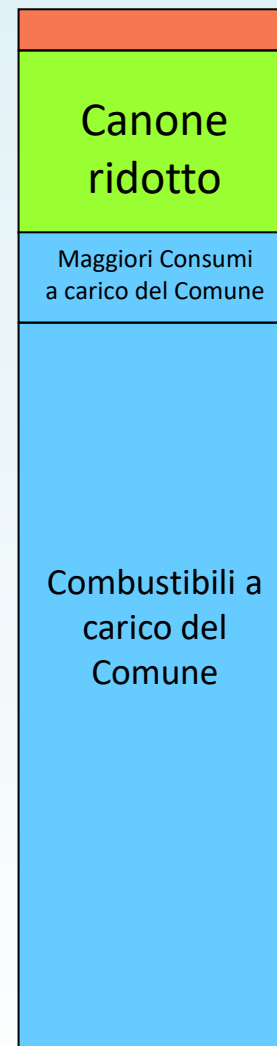 Canone
ridotto
Maggiori Consumi
a carico del Comune
Combustibili a
carico del
Comune